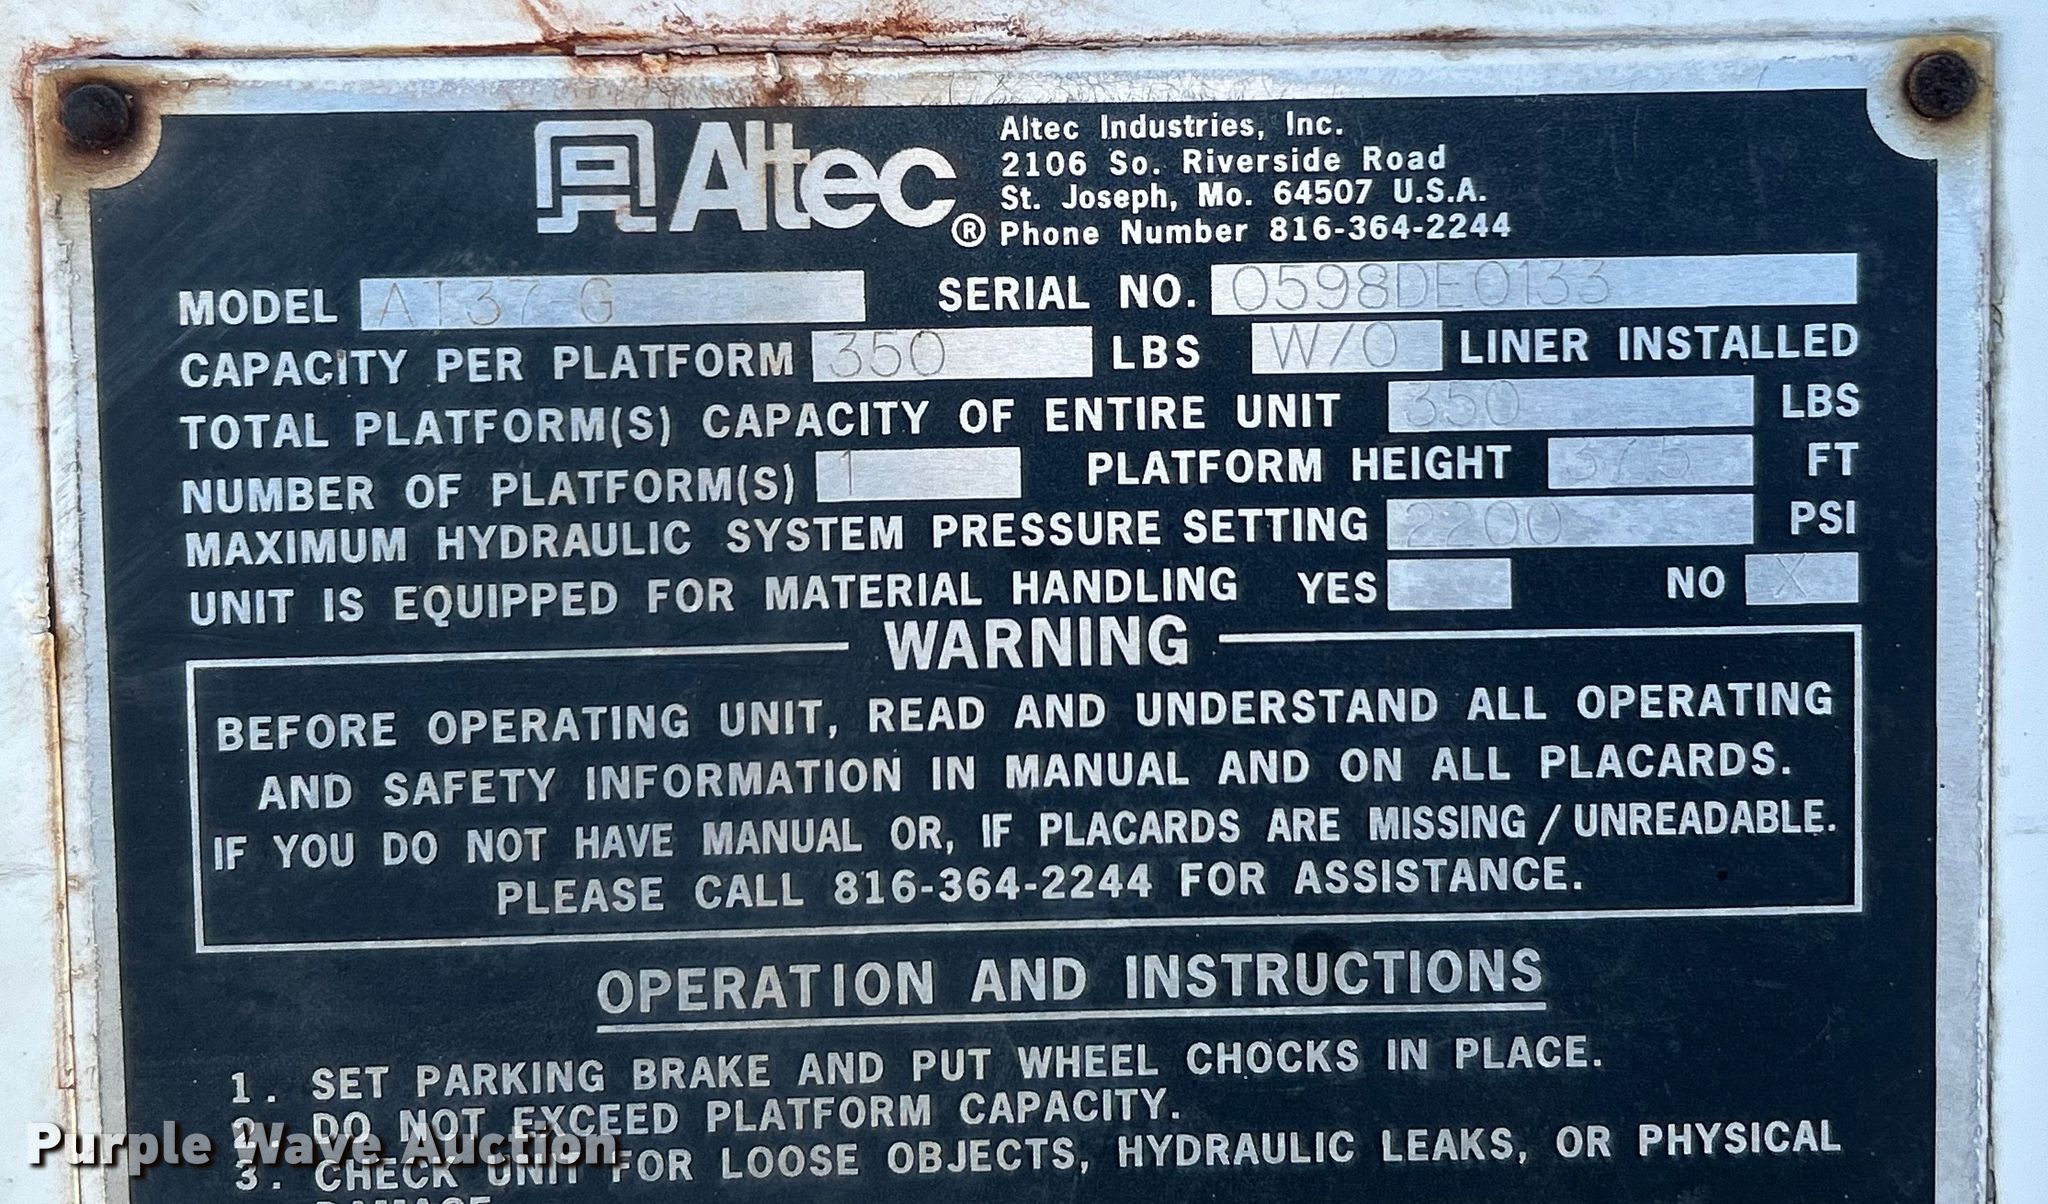 Altec
®
Altec Industries, Inc.
2106 So. Riverside Road
St. Joseph, Mo. 64507 U.S.A.
Phone Number 816-364-2244
MODEL AT37 G SERIAL NO. 0598DE0133
CAPACITY PER PLATFORM 350 LBS W/O LINER INSTALLED
TOTAL PLATFORM(S) CAPACITY OF ENTIRE UNIT 350 LBS
NUMBER OF PLATFORM(S) 1 PLATFORM HEIGHT 37.5 FT
MAXIMUM HYDRAULIC SYSTEM PRESSURE SETTING 2200 PSI
UNIT IS EQUIPPED FOR MATERIAL HANDLING YES NO X
WARNING
BEFORE OPERATING UNIT, READ AND UNDERSTAND ALL OPERATING
AND SAFETY INFORMATION IN MANUAL AND ON ALL PLACARDS.
IF YOU DO NOT HAVE MANUAL OR, IF PLACARDS ARE MISSING/UNREADABLE.
PLEASE CALL 816-364-2244 FOR ASSISTANCE.
OPERATION AND INSTRUCTIONS
1. SET PARKING BRAKE AND PUT WHEEL CHOCKS IN PLACE.
2. DO NOT EXCEED PLATFORM CAPACITY.
3. CHECK UNIT FOR LOOSE OBJECTS, HYDRAULIC LEAKS, OR PHYSICAL
Purple Wave Auction